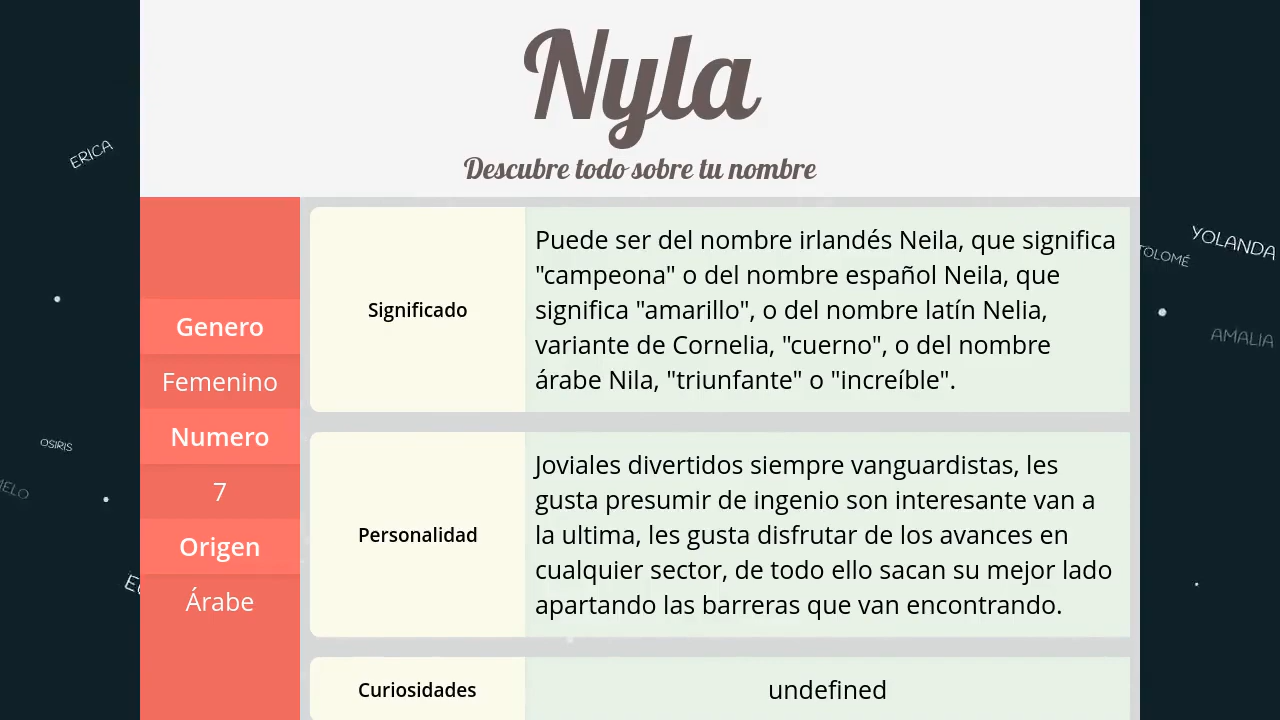 Nyla
Descubre todo sobre tu nombre
ERICA
YOLANDA
TOLOMÉ
AMALIA
OSIRIS
ELO
Genero
Femenino
Numero
7
Origen
Árabe
Significado
Puede ser del nombre irlandés Neila, que significa
"campeona" o del nombre español Neila, que
significa "amarillo", o del nombre latín Nelia,
variante de Cornelia, "cuerno", o del nombre
árabe Nila, "triunfante" o "increíble".
Personalidad
Joviales divertidos siempre vanguardistas, les
gusta presumir de ingenio son interesante van a
la ultima, les gusta disfrutar de los avances en
cualquier sector, de todo ello sacan su mejor lado
apartando las barreras que van encontrando.
Curiosidades
undefined